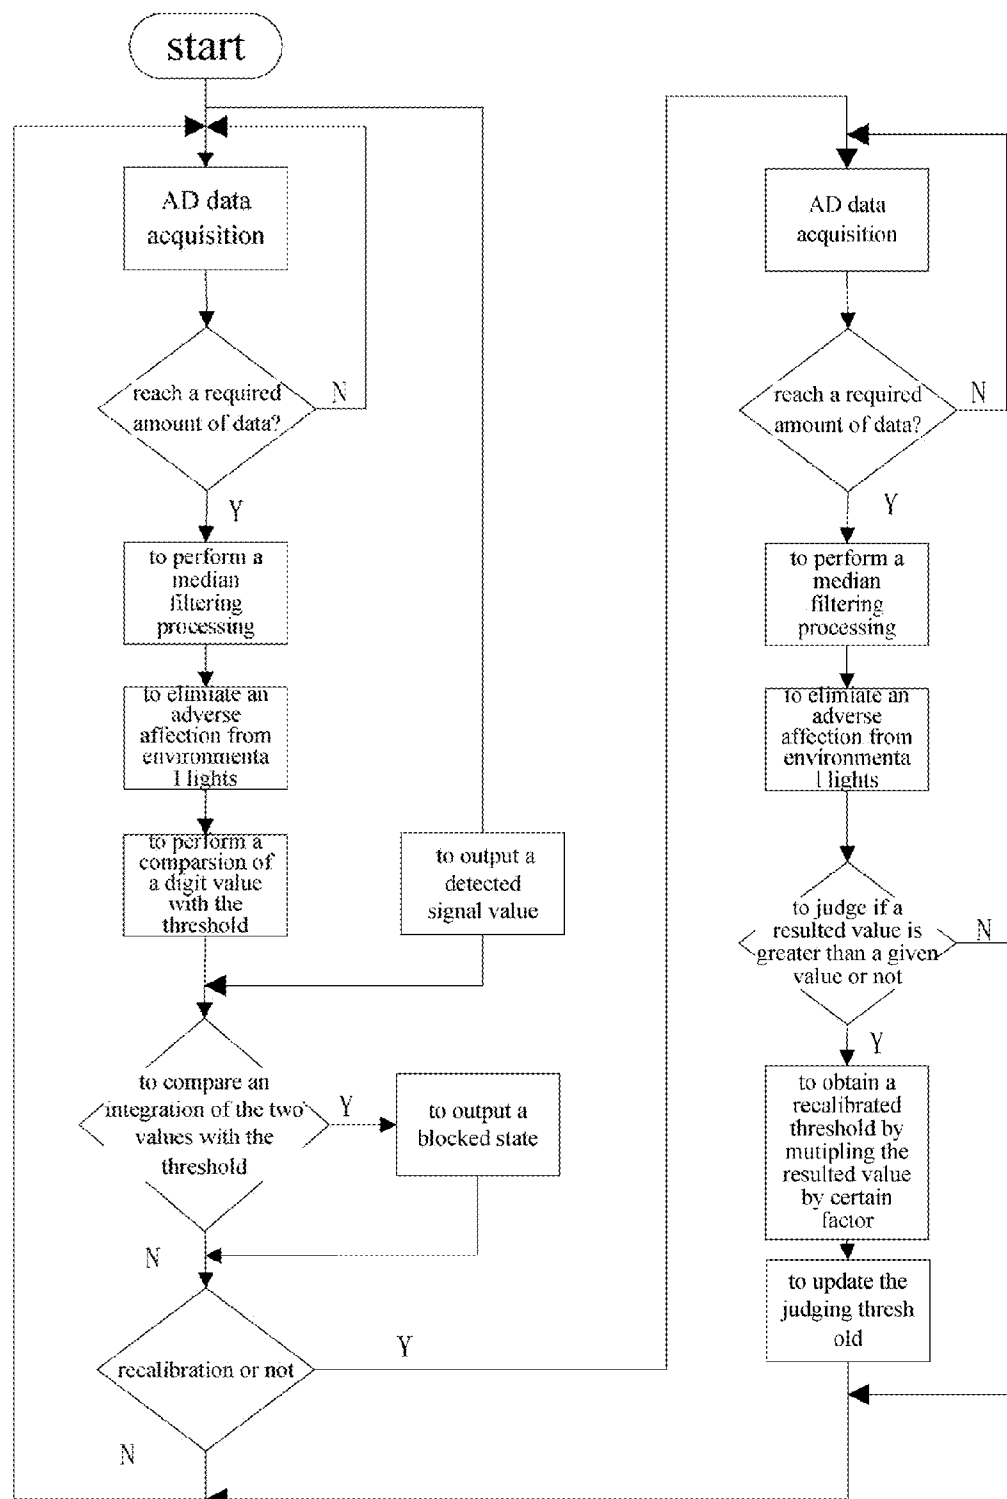 start
AD data
acquisition
reach a required
amount of data?
N
Y
to perform a
median
filtering
processing
to elimiate an
adverse
affection from
environmenta
l lights
to perform a
comparsion of
a digit value
with the
threshold
to output a
detected
signal value
to compare an
integration of the two
values with the
threshold
Y
to output a
blocked state
N
recalibration or not
Y
N
AD data
acquisition
reach a required
amount of data?
N
Y
to perform a
median
filtering
processing
to elimiate an
adverse
affection from
environmenta
l lights
to judge if a
resulted value is
greater than a given
value or not
N
Y
to obtain a
recalibrated
threshold by
mutipling the
resulted value
by certain
factor
to update the
judging thresh
old